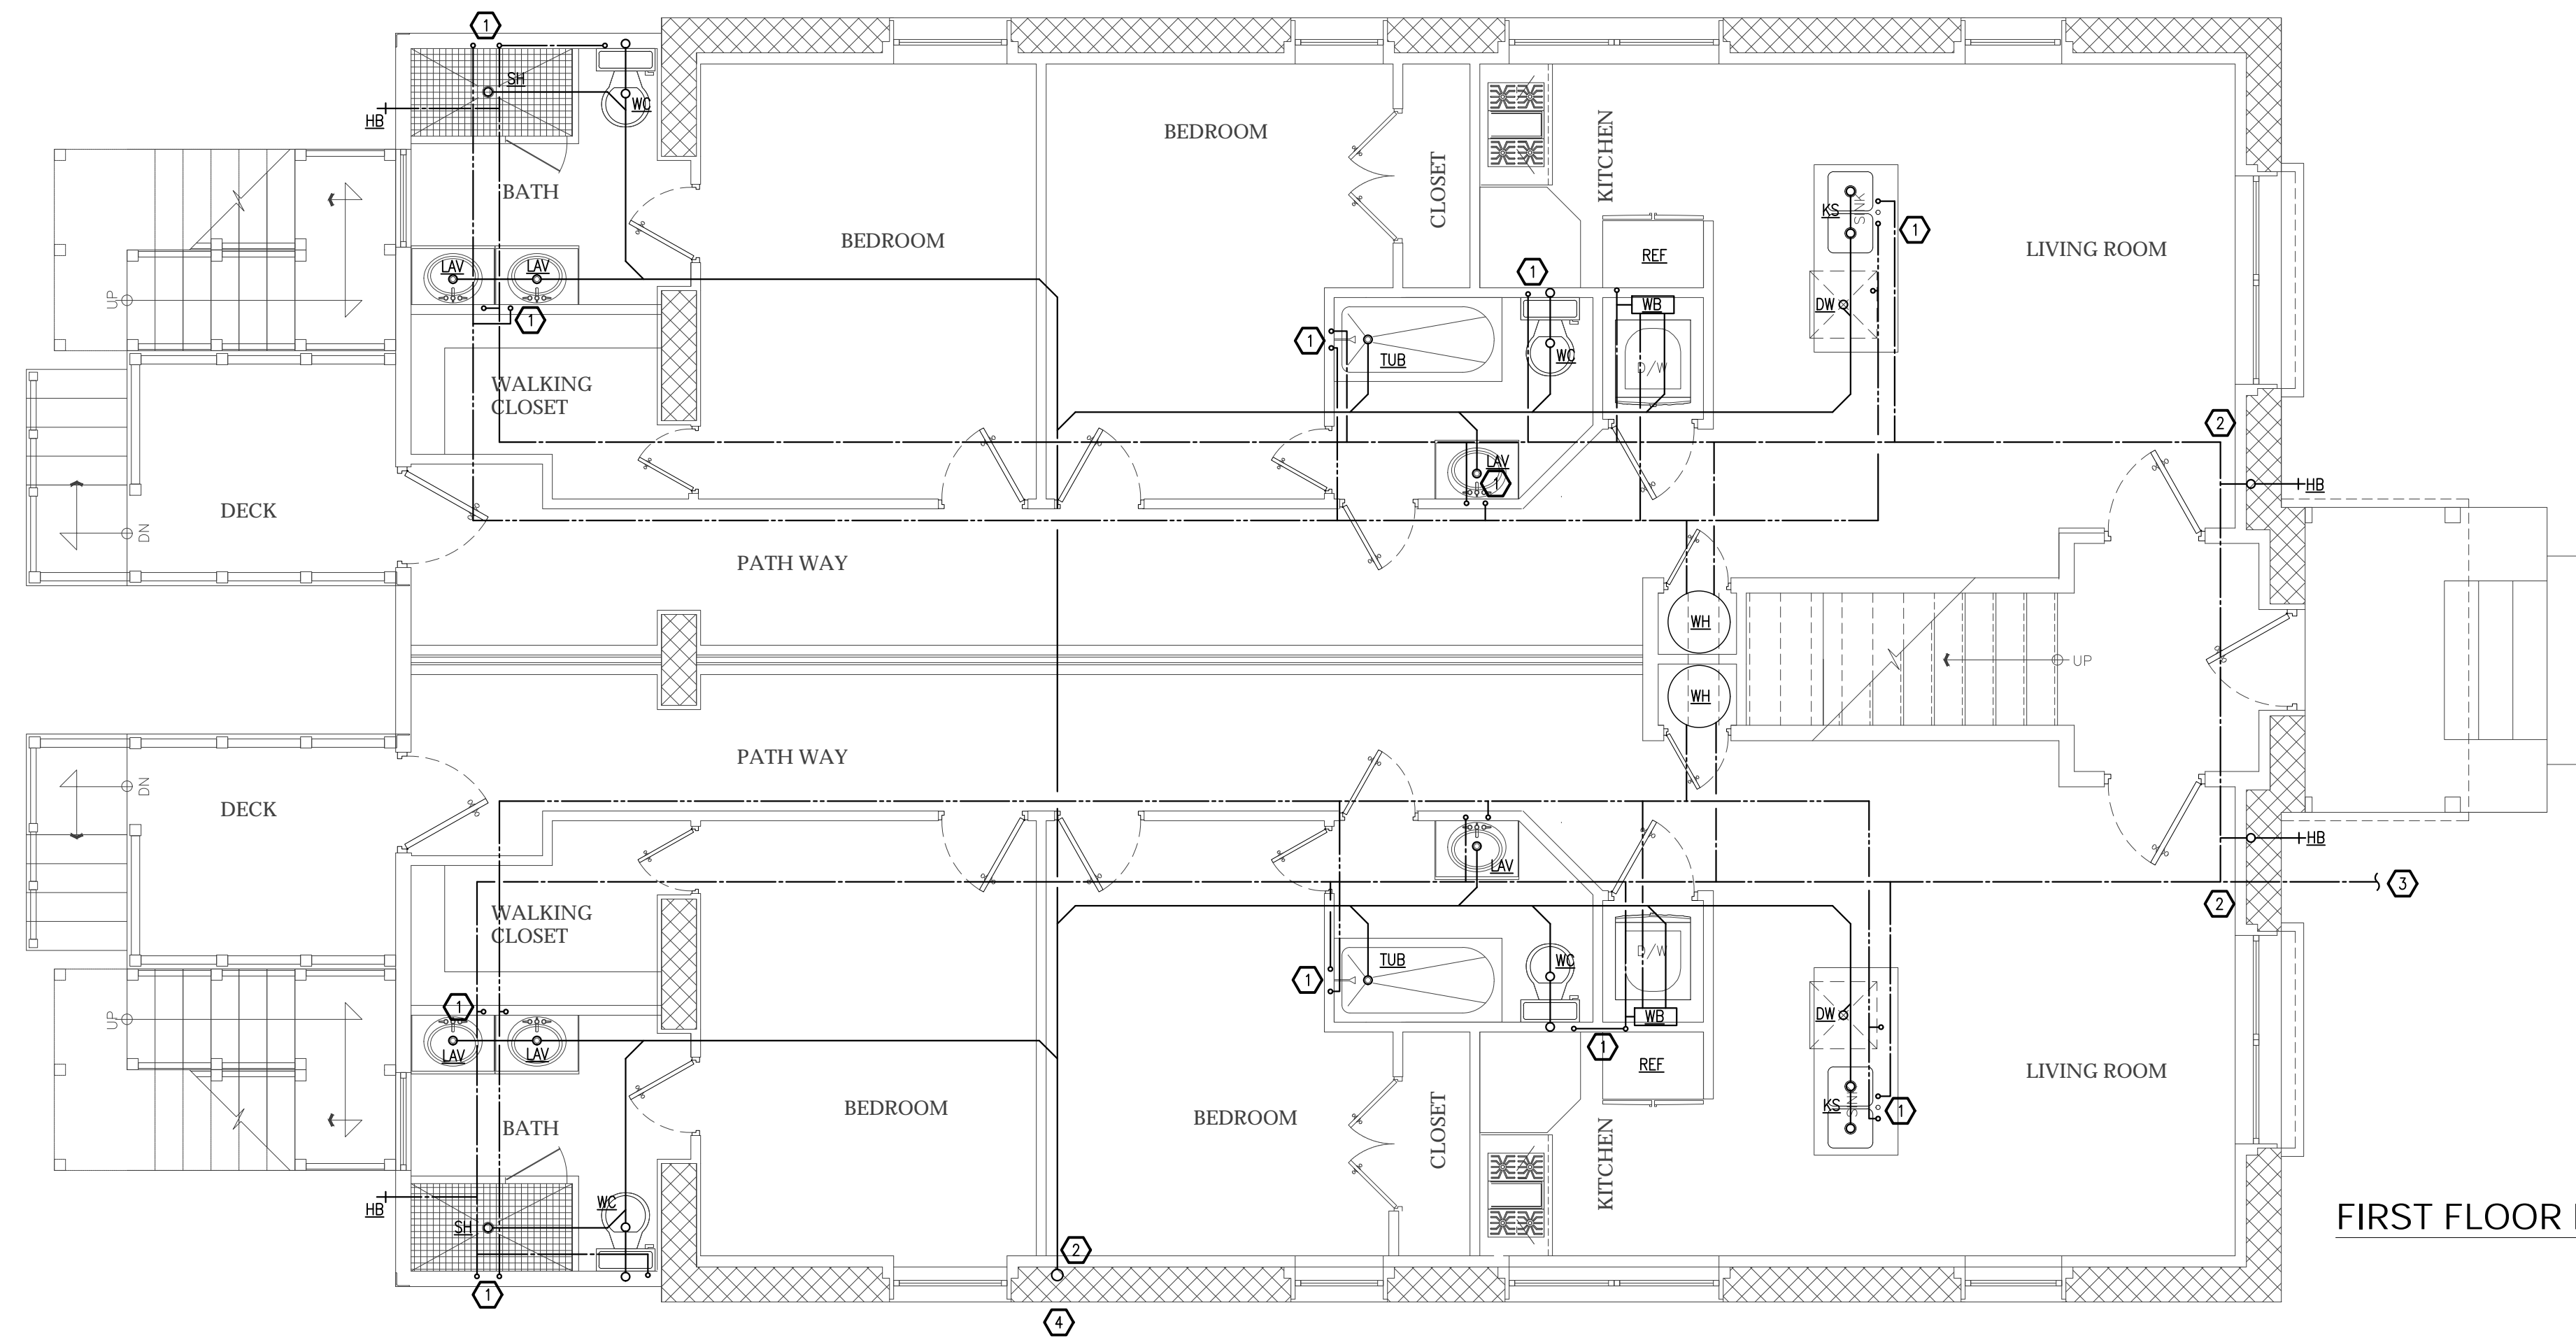 1
SH
WC
HB
BATH
BEDROOM
BEDROOM
CLOSET
KITCHEN
KS
SINK
1
LIVING ROOM
REF
LAV
LAV
1
UP
1
1
WB
DW
TUB
WC
D/W
WALKING
CLOSET
2
LAV
1
HB
DECK
DN
PATH WAY
WH
UP
WH
PATH WAY
DN
DECK
HB
LAV
3
2
WALKING
CLOSET
D/W
TUB
WC
1
1
WB
DW
UP
LAV
LAV
1
REF
LIVING ROOM
KS
SINK
1
BEDROOM
BEDROOM
CLOSET
KITCHEN
BATH
WC
HB
SH
FIRST FLOOR
2
1
4